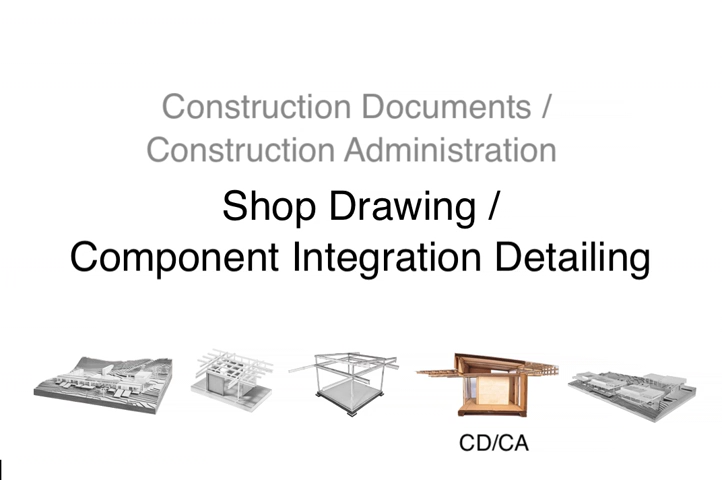 Construction Documents /
Construction Administration
Shop Drawing /
Component Integration Detailing
CD/CA